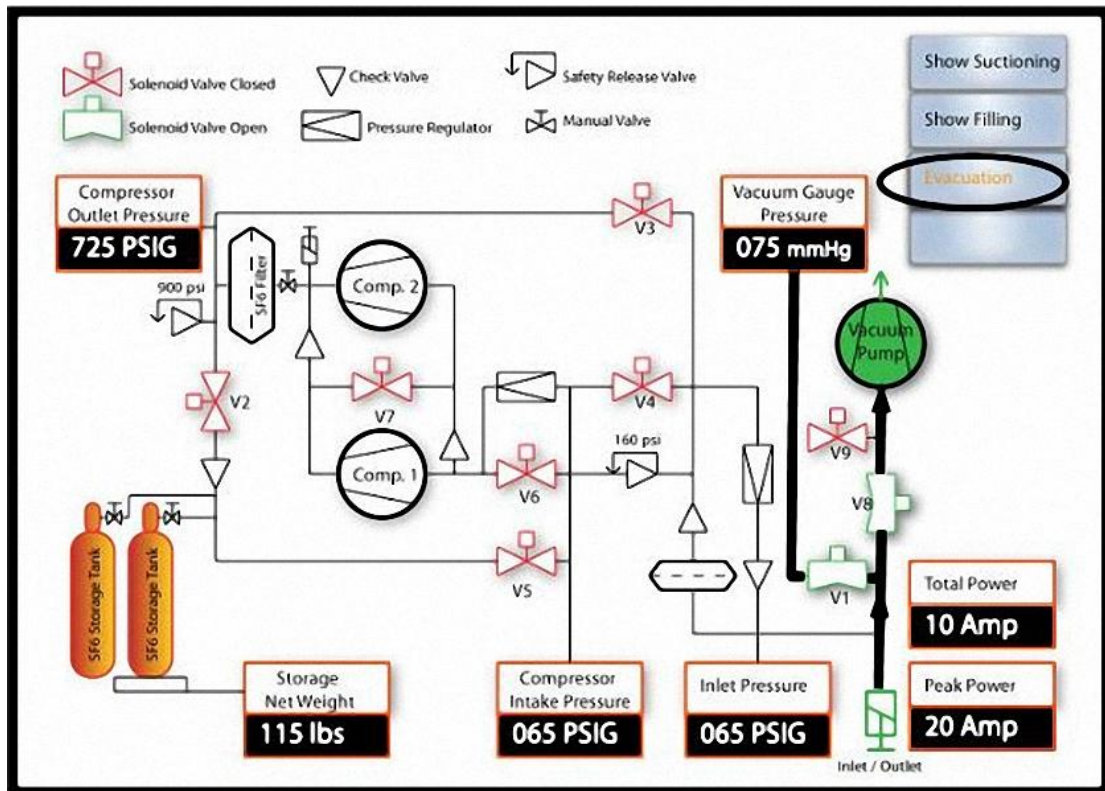 Solenoid Valve Closed
Check Valve
Safety Release Valve
Solenoid Valve Open
Pressure Regulator
Manual Valve
Show Suctioning
Show Filling
Evacuation
Compressor
Outlet Pressure
725 PSIG
Vacuum Gauge
Pressure
075 mmHg
V3
SF6 Filter
Comp. 2
900 psi
Vacuum
Pump
V2
V7
V4
V9
160 psi
Comp. 1
V6
V8
V5
V1
SF6 Storage Tank
SF6 Storage Tank
Total Power
10 Amp
Storage
Net Weight
115 lbs
Compressor
Intake Pressure
065 PSIG
Inlet Pressure
065 PSIG
Peak Power
20 Amp
Inlet / Outlet